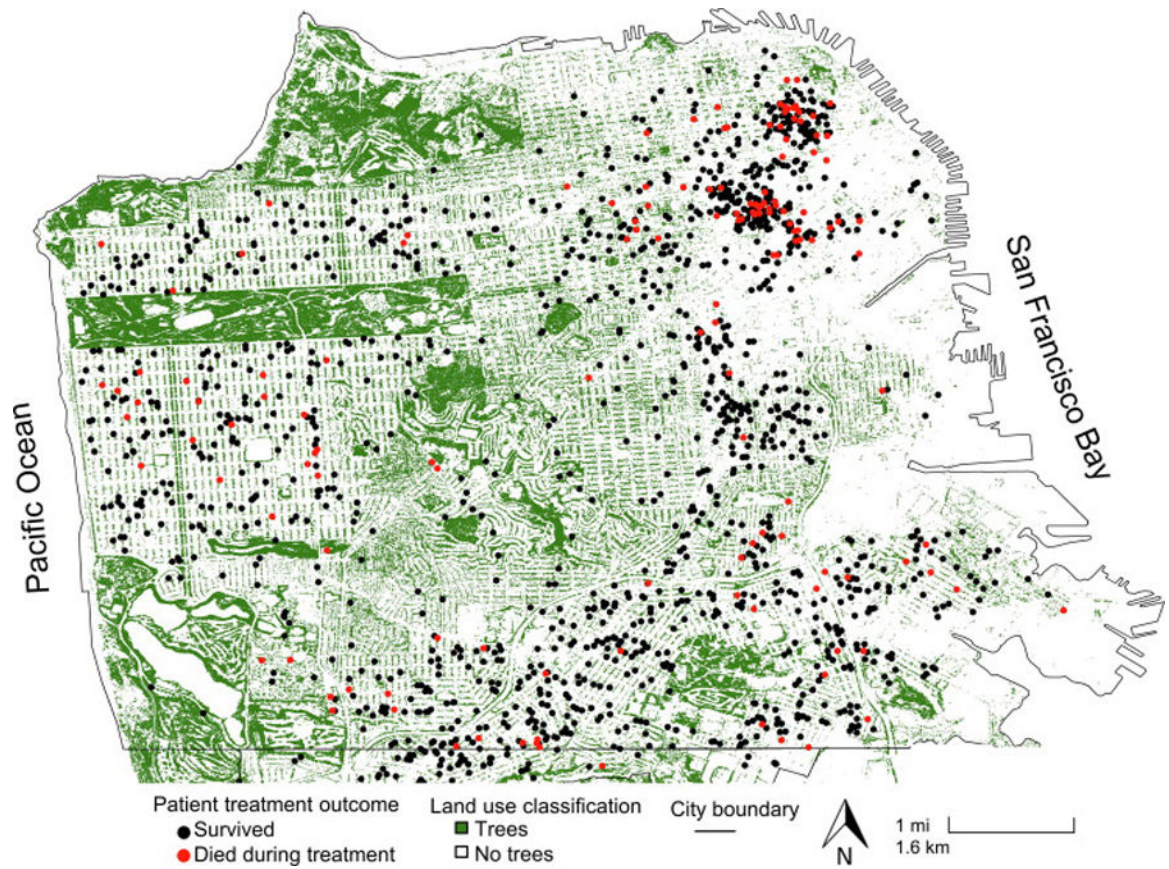 Pacific Ocean
San Francisco Bay
Patient treatment outcome
Survived
Died during treatment
Land use classification
Trees
No trees
City boundary
N
1 mi
1.6 km